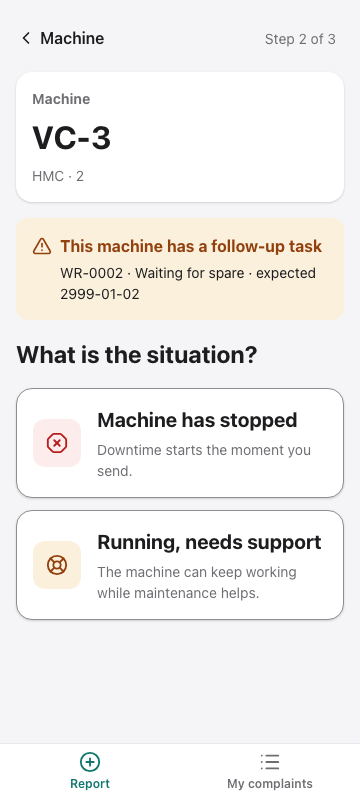 Machine
Step 2 of 3
Machine
VC-3
HMC · 2
This machine has a follow-up task
WR-0002 · Waiting for spare · expected
2999-01-02
What is the situation?
Machine has stopped
Downtime starts the moment you
send.
Running, needs support
The machine can keep working
while maintenance helps.
Report
My complaints